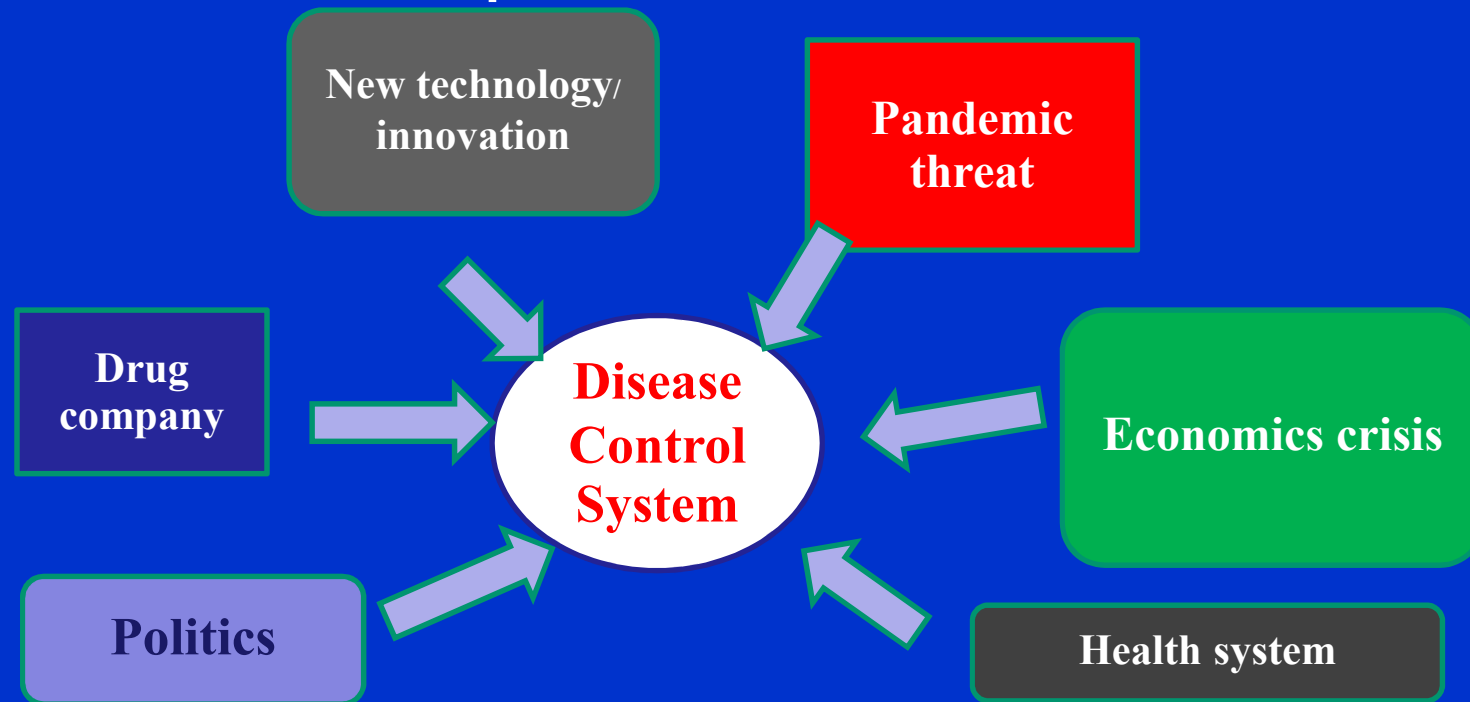 New technology/
innovation
Pandemic
threat
Drug
company
Disease
Control
System
Economics crisis
Politics
Health system